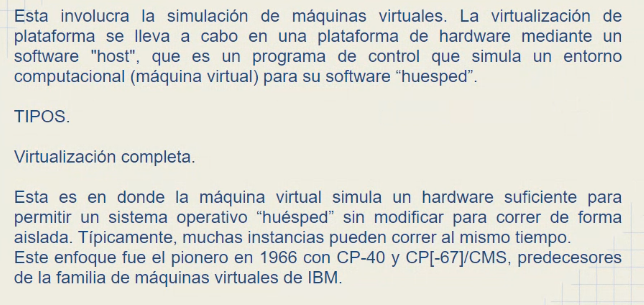 Esta involucra la simulación de máquinas virtuales. La virtualización de
plataforma se lleva a cabo en una plataforma de hardware mediante un
software "host", que es un programa de control que simula un entorno
computacional (máquina virtual) para su software “huesped”.
TIPOS.
Virtualización completa.
Esta es en donde la máquina virtual simula un hardware suficiente para
permitir un sistema operativo “huésped” sin modificar para correr de forma
aislada. Típicamente, muchas instancias pueden correr al mismo tiempo.
Este enfoque fue el pionero en 1966 con CP-40 y CP[-67]/CMS, predecesores
de la familia de máquinas virtuales de IBM.